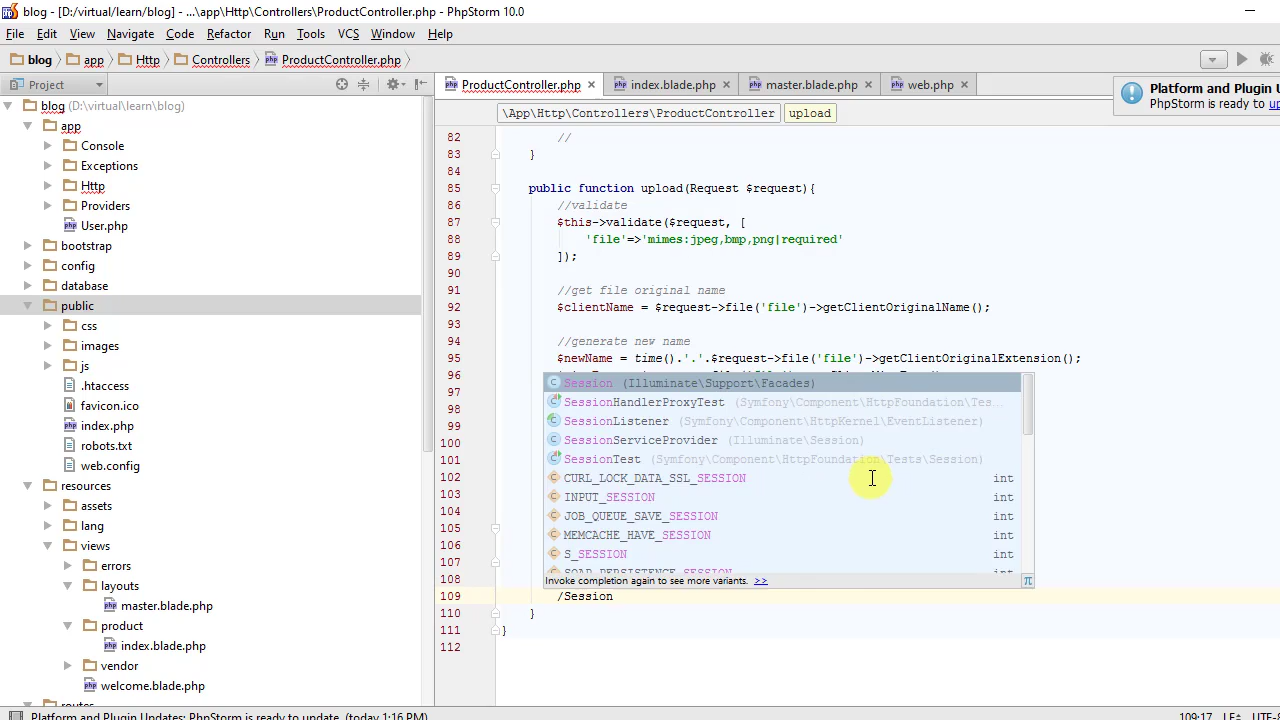 blog - [D:/virtual/learn/blog] - ...\app\Http\Controllers\ProductController.php - PhpStorm 10.0
File Edit View Navigate Code Refactor Run Tools VCS Window Help
blog app Http Controllers ProductController.php
Project
ProductController.php index.blade.php master.blade.php web.php
Platform and Plugin U
PhpStorm is ready to up
\App\Http\Controllers\ProductController upload
blog (D:/virtual/learn/blog)
app
Console
Exceptions
Http
Providers
User.php
bootstrap
config
database
public
css
images
js
.htaccess
favicon.ico
index.php
robots.txt
web.config
resources
assets
lang
views
errors
layouts
master.blade.php
product
index.blade.php
vendor
welcome.blade.php
82 //
83 }
84
85 public function upload(Request $request){
86 //validate
87 $this->validate($request, [
88 'file'=>'mimes:jpeg,bmp,png|required'
89 ]);
90
91 //get file original name
92 $clientName = $request->file('file')->getClientOriginalName();
93
94 //generate new name
95 $newName = time().'.'.$request->file('file')->getClientOriginalExtension();
96
97
98
99
100
101
102
103
104
105
106
107
108
109 /Session
110 }
111 }
112
Session (Illuminate\Support\Facades)
SessionHandlerProxyTest (Symfony\Component\HttpFoundation\Tes...
SessionListener (Symfony\Component\HttpKernel\EventListener)
SessionServiceProvider (Illuminate\Session)
SessionTest (Symfony\Component\HttpFoundation\Tests\Session)
CURL_LOCK_DATA_SSL_SESSION int
INPUT_SESSION int
JOB_QUEUE_SAVE_SESSION int
MEMCACHE_HAVE_SESSION int
S_SESSION int
SOAP_PERSISTENCE_SESSION int
Invoke completion again to see more variants. >>
Platform and Plugin Updates: PhpStorm is ready to update. (today 1:16 PM)
109:17 LF÷ UTF-8